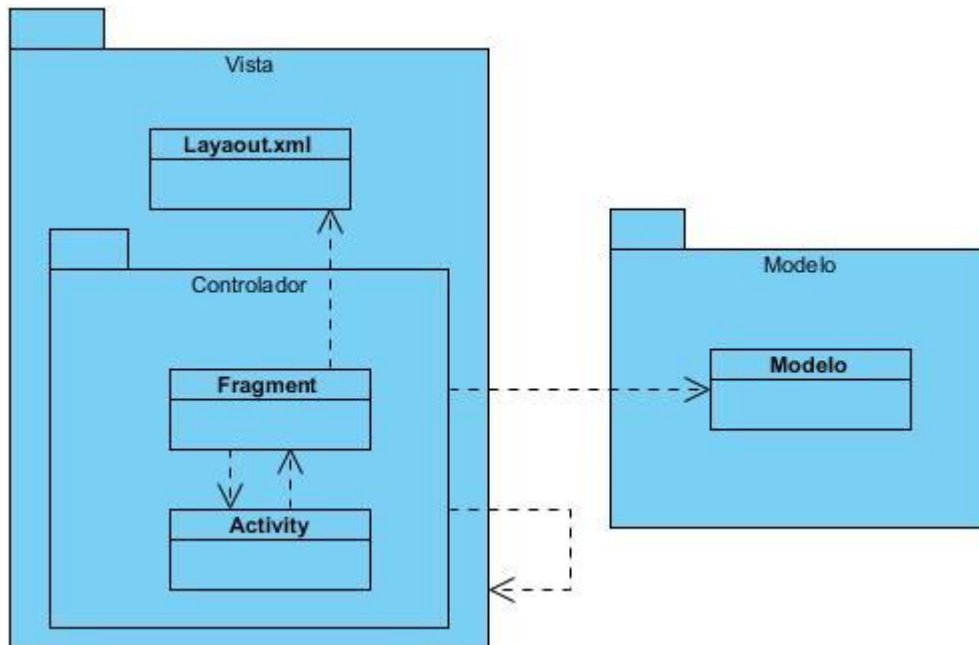 Vista
Layaout.xml
Controlador
Fragment
Activity
Modelo
Modelo